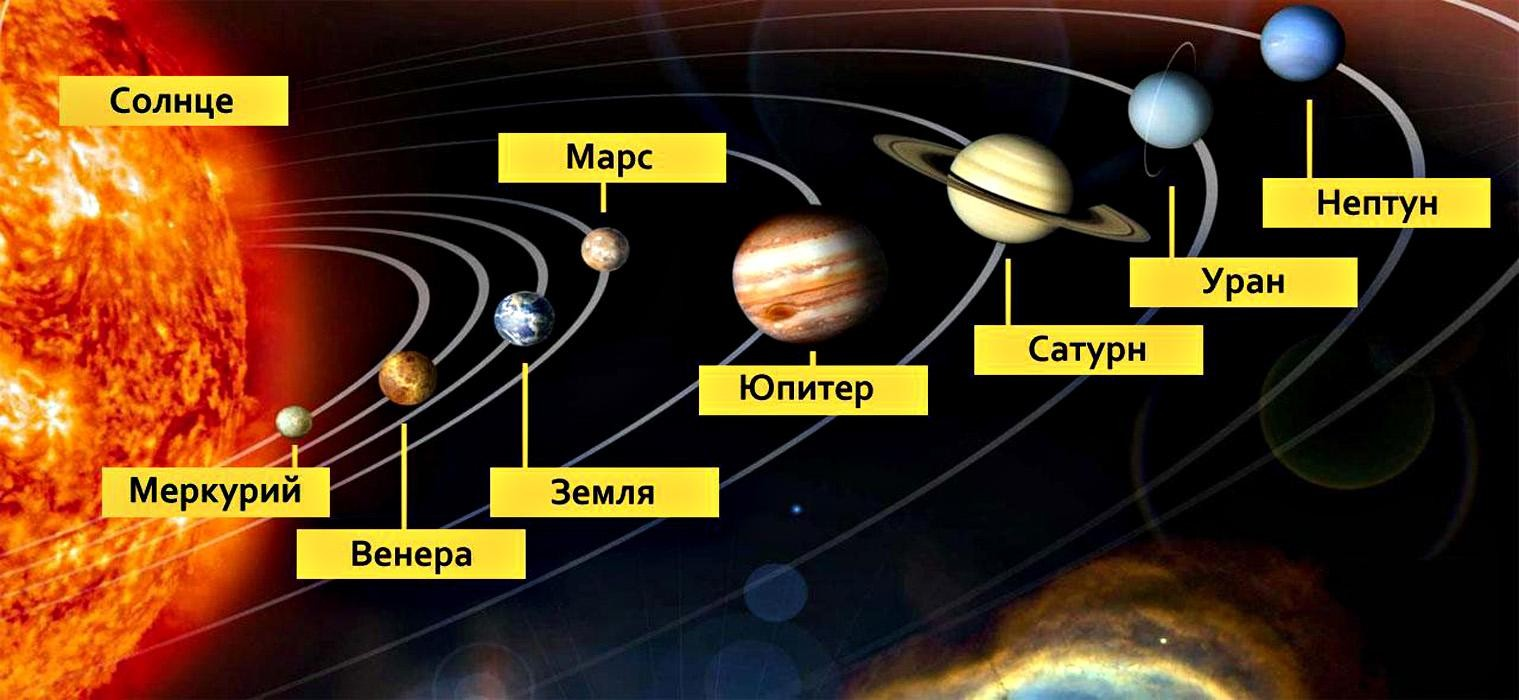 Солнце
Меркурий
Венера
Земля
Марс
Юпитер
Сатурн
Уран
Нептун